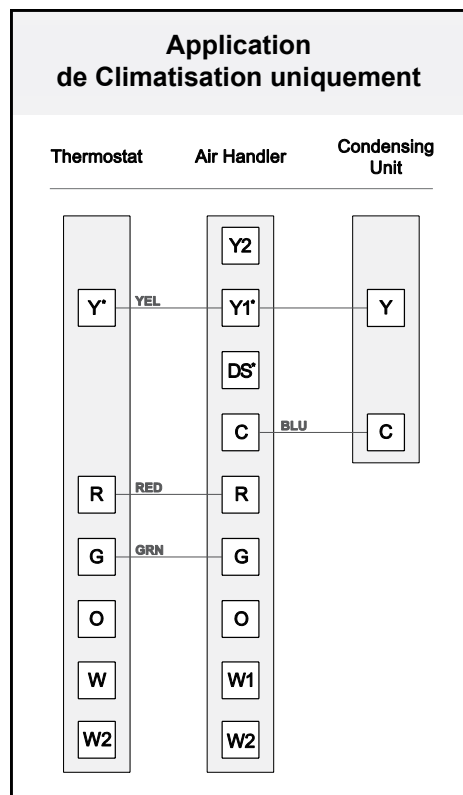 Application
de Climatisation uniquement
Thermostat Air Handler Condensing
Unit
Y2
Y* YEL Y1* Y
DS*
C BLU C
R RED R
G GRN G
O O
W W1
W2 W2